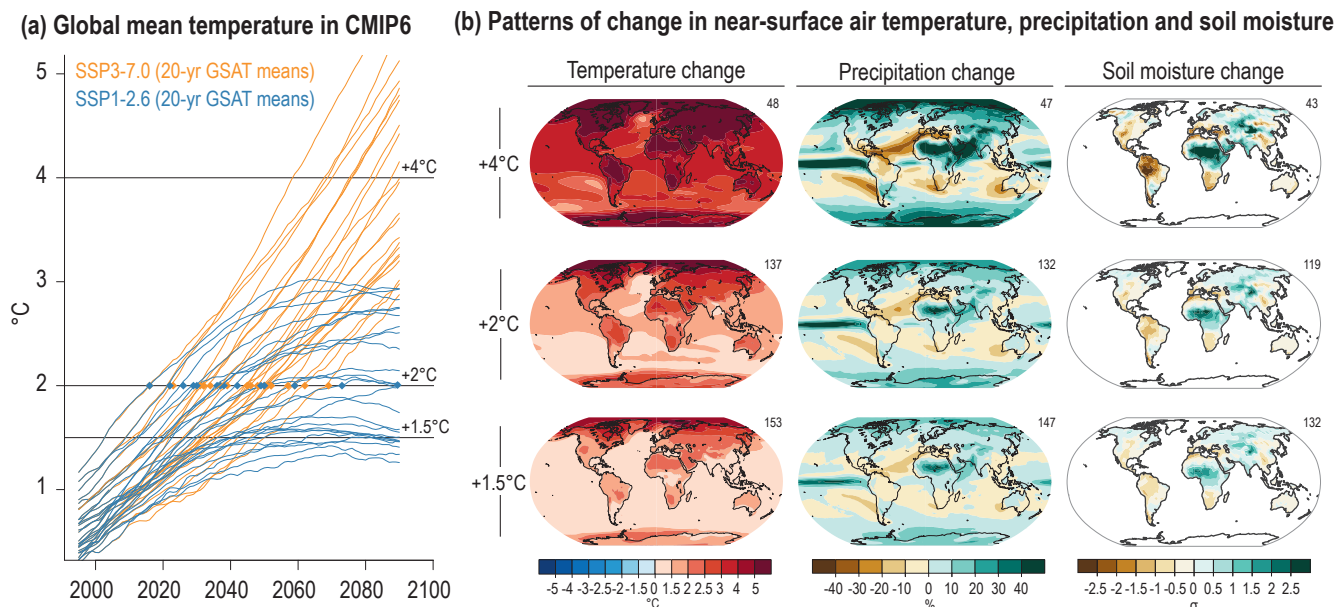 (a) Global mean temperature in CMIP6
SSP3-7.0 (20-yr GSAT means)
SSP1-2.6 (20-yr GSAT means)
5
4
3
2
1
°C
+4°C
+2°C
+1.5°C
2000 2020 2040 2060 2080 2100
(b) Patterns of change in near-surface air temperature, precipitation and soil moisture
Temperature change Precipitation change Soil moisture change
+4°C 48 47 43
+2°C 137 132 119
+1.5°C 153 147 132
-5 -4 -3 -2 -1.5 0 1.5 2 2.5 3 4 5
°C
-40 -30 -20 -10 0 10 20 30 40
%
-2.5 -2 -1.5 -1 -0.5 0 0.5 1 1.5 2 2.5
σ